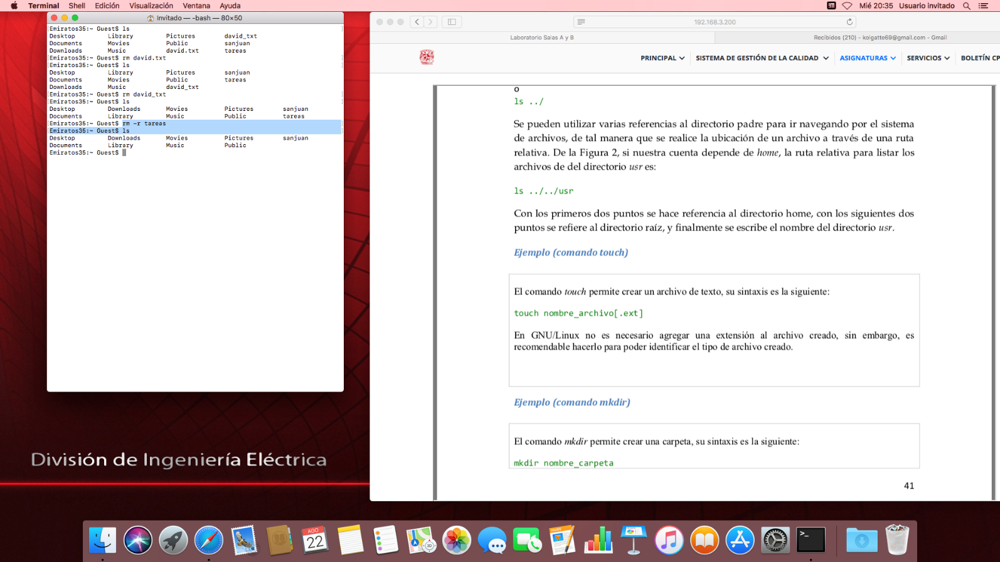 Terminal Shell Edición Visualización Ventana Ayuda Mié 20:35 Usuario invitado
Invitado — -bash — 80×50
[Emiratos35:~ Guest$ ls ]
Desktop Library Pictures david_txt
Documents Movies Public sanjuan
Downloads Music david.txt tareas
[Emiratos35:~ Guest$ rm david.txt ]
[Emiratos35:~ Guest$ ls ]
Desktop Library Pictures sanjuan
Documents Movies Public tareas
Downloads Music david_txt
[Emiratos35:~ Guest$ rm david_txt ]
[Emiratos35:~ Guest$ ls ]
Desktop Downloads Movies Pictures sanjuan
Documents Library Music Public tareas
[Emiratos35:~ Guest$ rm -r tareas ]
[Emiratos35:~ Guest$ ls ]
Desktop Downloads Movies Pictures sanjuan
Documents Library Music Public
Emiratos35:~ Guest$
192.168.3.200
Laboratorio Salas A y B Recibidos (210) - kolgatte69@gmail.com - Gmail
PRINCIPAL SISTEMA DE GESTIÓN DE LA CALIDAD ASIGNATURAS SERVICIOS BOLETÍN CP
o
ls ../
Se pueden utilizar varias referencias al directorio padre para ir navegando por el sistema
de archivos, de tal manera que se realice la ubicación de un archivo a través de una ruta
relativa. De la Figura 2, si nuestra cuenta depende de home, la ruta relativa para listar los
archivos de del directorio usr es:
ls ../../usr
Con los primeros dos puntos se hace referencia al directorio home, con los siguientes dos
puntos se refiere al directorio raíz, y finalmente se escribe el nombre del directorio usr.
Ejemplo (comando touch)
El comando touch permite crear un archivo de texto, su sintaxis es la siguiente:
touch nombre_archivo[.ext]
En GNU/Linux no es necesario agregar una extensión al archivo creado, sin embargo, es
recomendable hacerlo para poder identificar el tipo de archivo creado.
Ejemplo (comando mkdir)
El comando mkdir permite crear una carpeta, su sintaxis es la siguiente:
mkdir nombre_carpeta
41
División de Ingeniería Eléctrica
AGO
22
PAGES
3D
>_